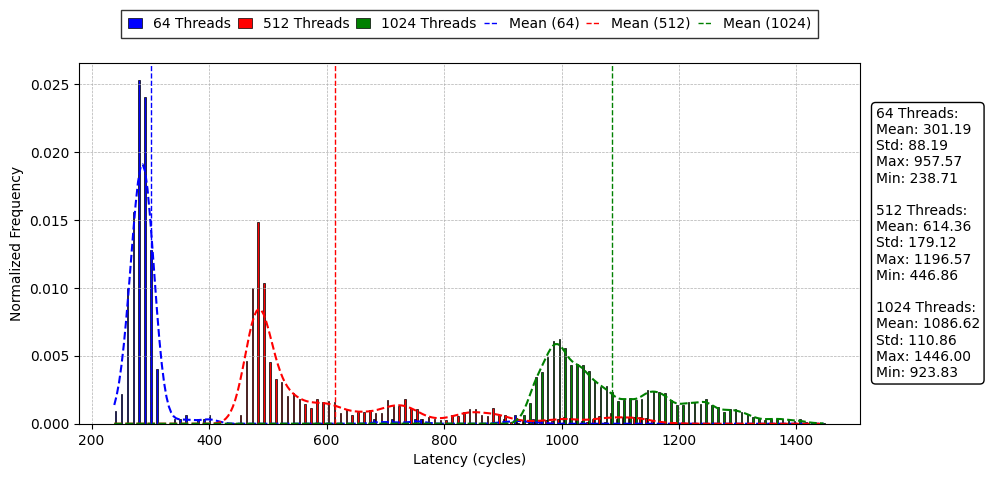 64 Threads 512 Threads 1024 Threads Mean (64) Mean (512) Mean (1024)
0.025
0.020
0.015
0.010
0.005
0.000
Normalized Frequency
200 400 600 800 1000 1200 1400
Latency (cycles)
64 Threads:
Mean: 301.19
Std: 88.19
Max: 957.57
Min: 238.71
512 Threads:
Mean: 614.36
Std: 179.12
Max: 1196.57
Min: 446.86
1024 Threads:
Mean: 1086.62
Std: 110.86
Max: 1446.00
Min: 923.83